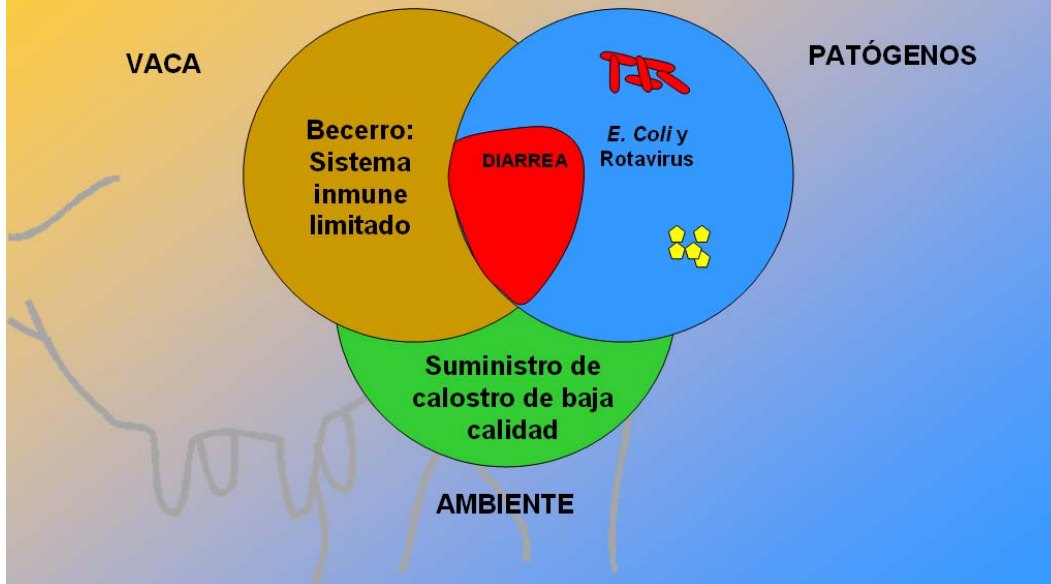 VACA
PATÓGENOS
Becerro:
Sistema
inmune
limitado
DIARREA
E. Coli y
Rotavirus
Suministro de
calostro de baja
calidad
AMBIENTE